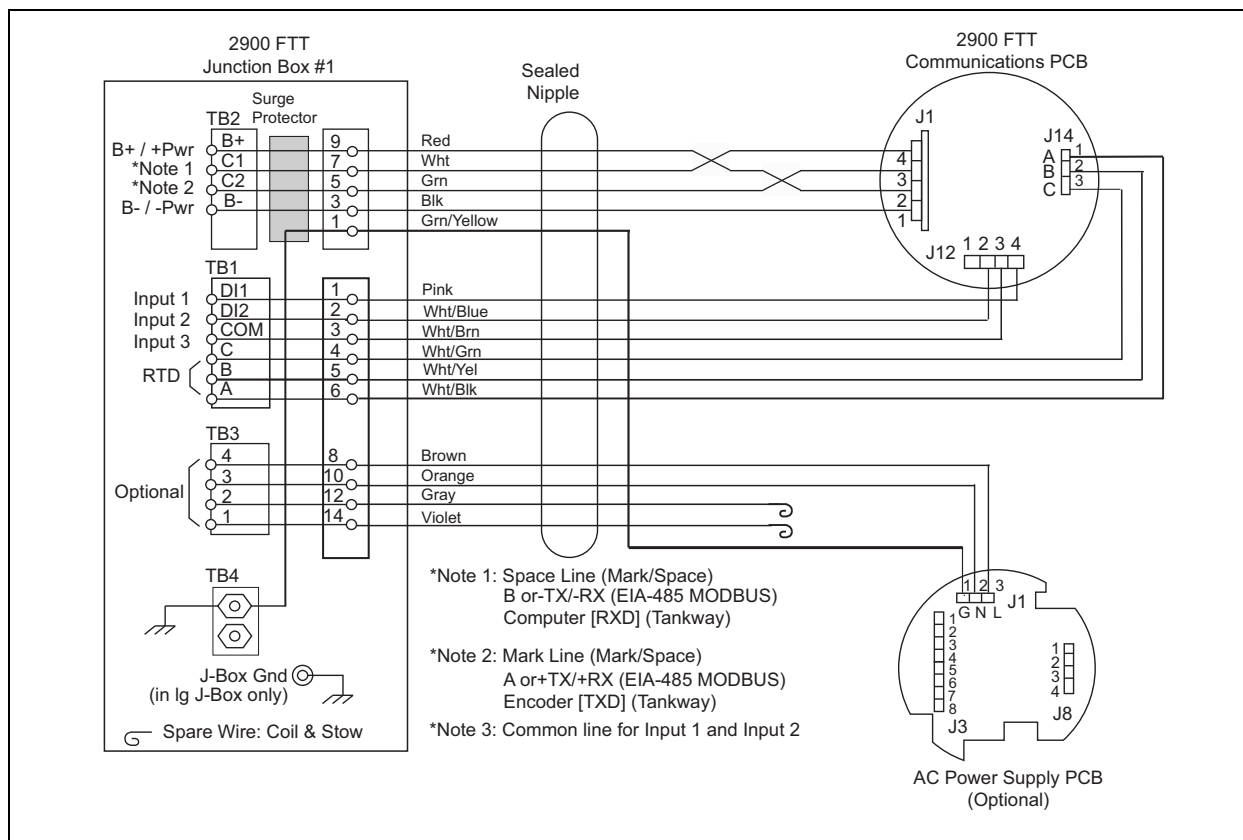 2900 FTT
Junction Box #1
Sealed
Nipple
2900 FTT
Communications PCB
Surge
Protector
TB2
B+ / +Pwr B+ 9 Red
*Note 1 C1 7 Wht
*Note 2 C2 5 Grn
B- / -Pwr B- 3 Blk
1 Grn/Yellow
J1
4
3
2
1
J14
A 1
B 2
C 3
J12 1 2 3 4
TB1
Input 1 DI1 1 Pink
Input 2 DI2 2 Wht/Blue
Input 3 COM 3 Wht/Brn
C 4 Wht/Grn
RTD B 5 Wht/Yel
A 6 Wht/Blk
TB3
4 8 Brown
3 10 Orange
Optional 2 12 Gray
1 14 Violet
TB4
J-Box Gnd
(in lg J-Box only)
Spare Wire: Coil & Stow
*Note 1: Space Line (Mark/Space)
B or-TX/-RX (EIA-485 MODBUS)
Computer [RXD] (Tankway)
*Note 2: Mark Line (Mark/Space)
A or+TX/+RX (EIA-485 MODBUS)
Encoder [TXD] (Tankway)
*Note 3: Common line for Input 1 and Input 2
1 2 3
G N L
J1
1
2
3
4
5
6
7
8
J3
1
2
3
4
J8
AC Power Supply PCB
(Optional)